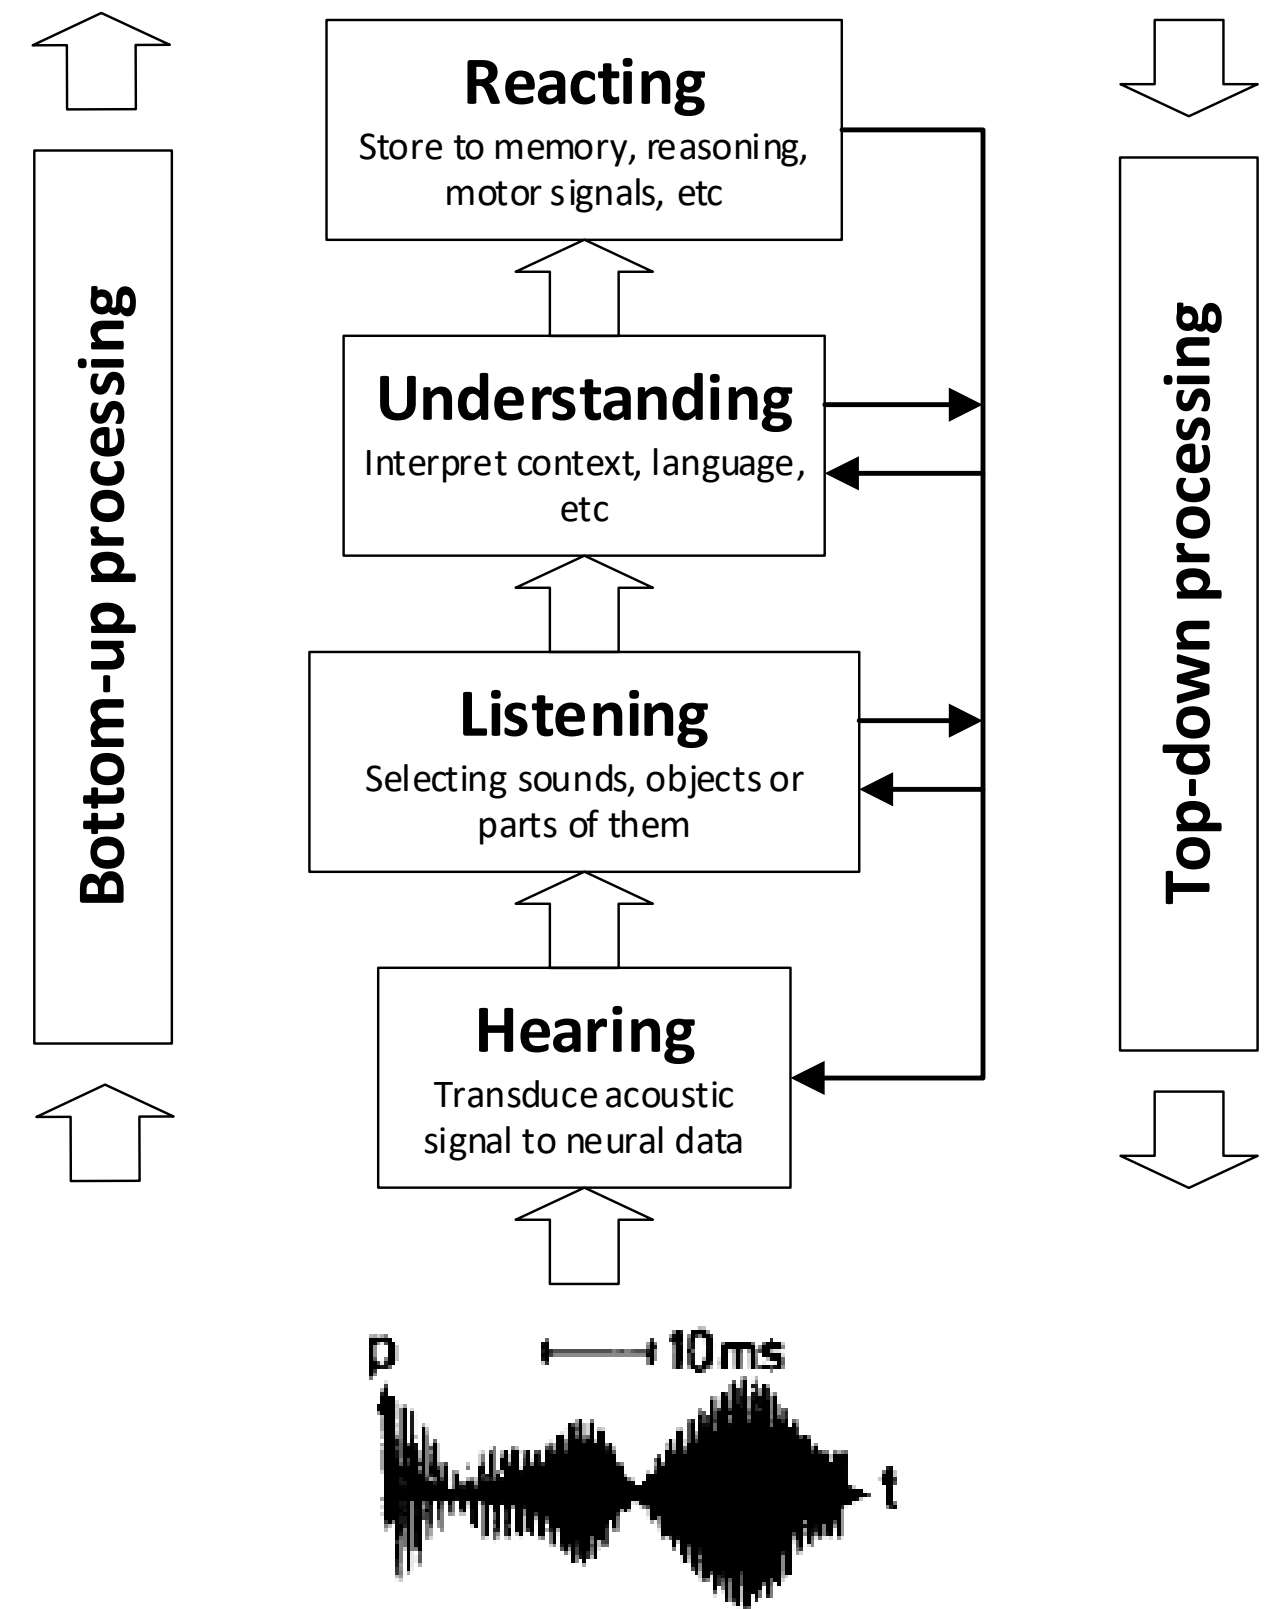 Reacting
Store to memory, reasoning,
motor signals, etc
Bottom-up processing
Top-down processing
Understanding
Interpret context, language,
etc
Listening
Selecting sounds, objects or
parts of them
Hearing
Transduce acoustic
signal to neural data
p
10ms
t